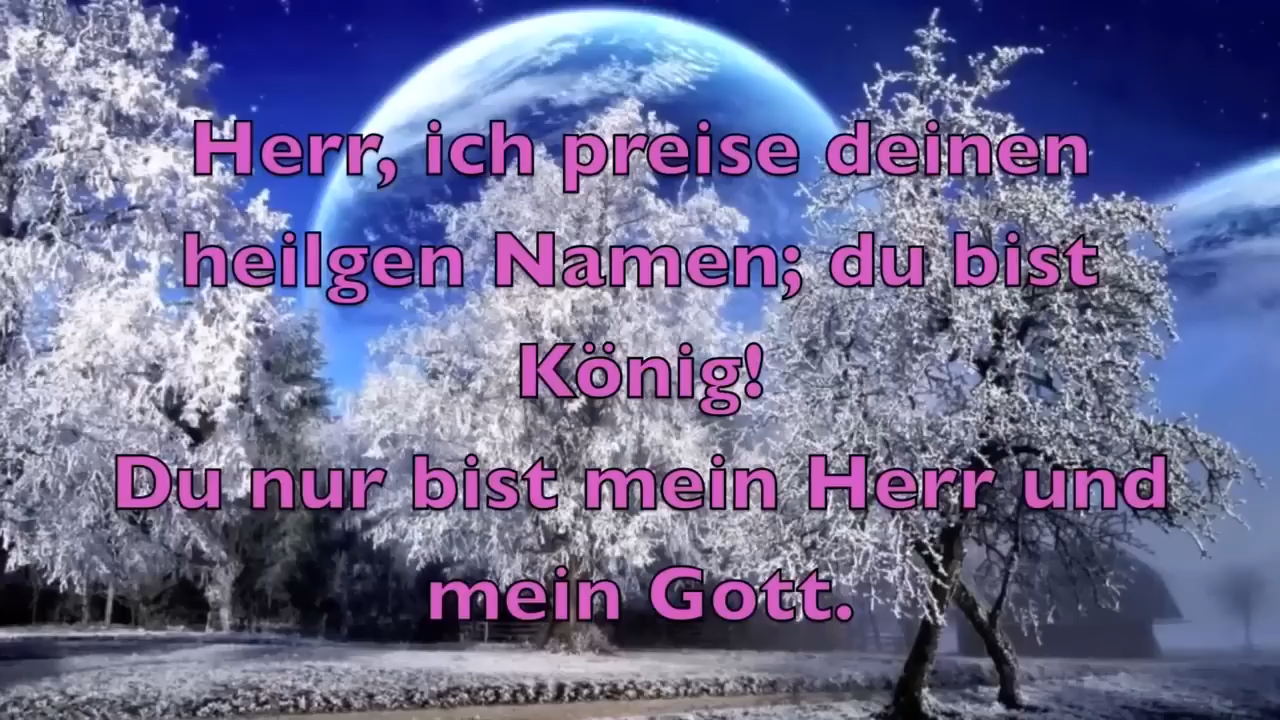 Herr, ich preise deinen
heilgen Namen; du bist
König!
Du nur bist mein Herr und
mein Gott.